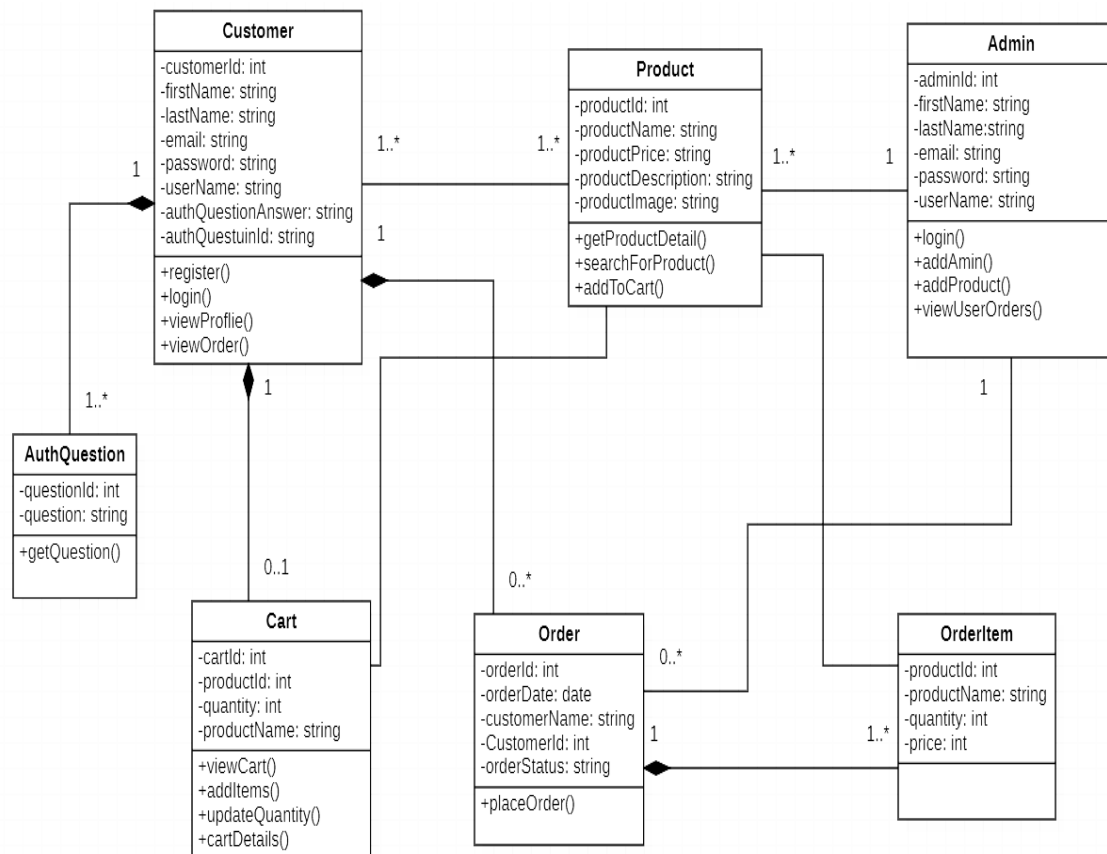 Customer
-customerId: int
-firstName: string
-lastName: string
-email: string
-password: string
-userName: string
-authQuestionAnswer: string
-authQuestuinId: string
+register()
+login()
+viewProflie()
+viewOrder()
Product
-productId: int
-productName: string
-productPrice: string
-productDescription: string
-productImage: string
+getProductDetail()
+searchForProduct()
+addToCart()
Admin
-adminId: int
-firstName: string
-lastName:string
-email: string
-password: srting
-userName: string
+login()
+addAmin()
+addProduct()
+viewUserOrders()
1..*
1..*
1..*
1
1
1
1
1
1..*
AuthQuestion
-questionId: int
-question: string
+getQuestion()
0..1
0..*
Cart
-cartId: int
-productId: int
-quantity: int
-productName: string
+viewCart()
+addItems()
+updateQuantity()
+cartDetails()
Order
-orderId: int
-orderDate: date
-customerName: string
-CustomerId: int
-orderStatus: string
+placeOrder()
0..*
1
1..*
OrderItem
-productId: int
-productName: string
-quantity: int
-price: int